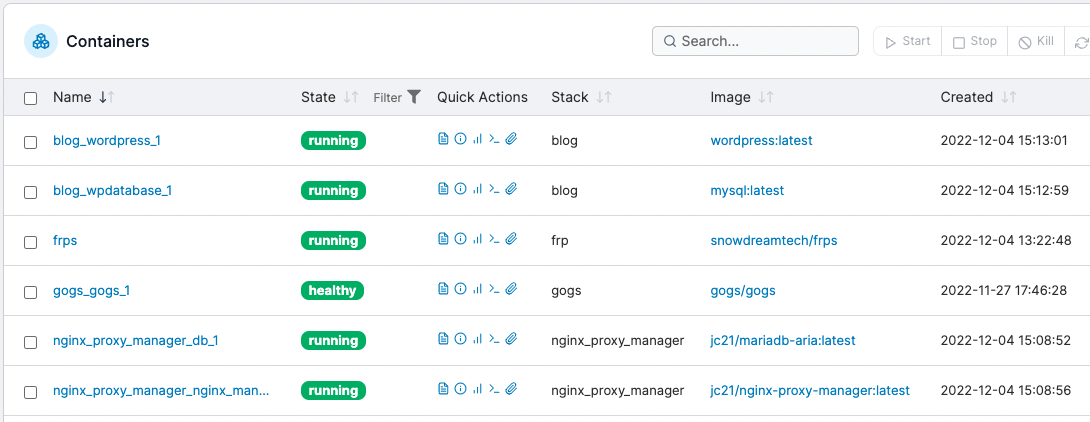 Containers Search... Start Stop Kill
Name State Filter Quick Actions Stack Image Created
blog_wordpress_1 running blog wordpress:latest 2022-12-04 15:13:01
blog_wpdatabase_1 running blog mysql:latest 2022-12-04 15:12:59
frps running frp snowdreamtech/frps 2022-12-04 13:22:48
gogs_gogs_1 healthy gogs gogs/gogs 2022-11-27 17:46:28
nginx_proxy_manager_db_1 running nginx_proxy_manager jc21/mariadb-aria:latest 2022-12-04 15:08:52
nginx_proxy_manager_nginx_man... running nginx_proxy_manager jc21/nginx-proxy-manager:latest 2022-12-04 15:08:56